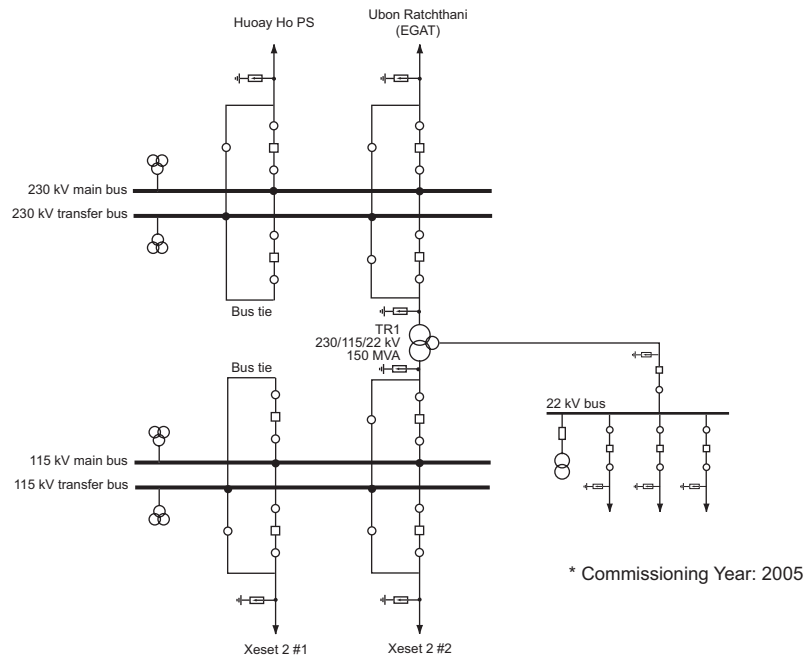 Huoay Ho PS
Ubon Ratchthani
(EGAT)
230 kV main bus
230 kV transfer bus
Bus tie
TR1
230/115/22 kV
150 MVA
Bus tie
22 kV bus
115 kV main bus
115 kV transfer bus
* Commissioning Year: 2005
Xeset 2 #1
Xeset 2 #2